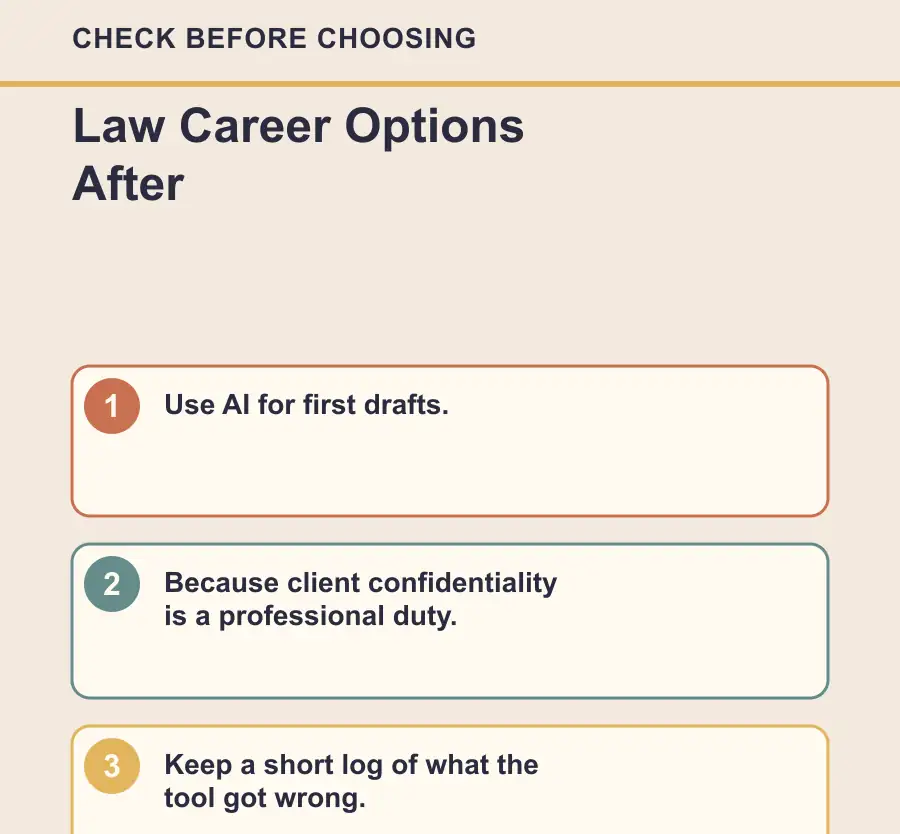 CHECK BEFORE CHOOSING
Law Career Options
After
1 Use AI for first drafts.
2 Because client confidentiality
is a professional duty.
3 Keep a short log of what the
tool got wrong.